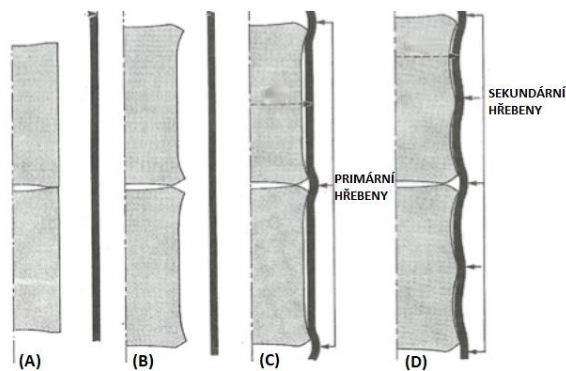 SEKUNDÁRNÍ
HŘEBENY
PRIMÁRNÍ
HŘEBENY
(A)
(B)
(C)
(D)